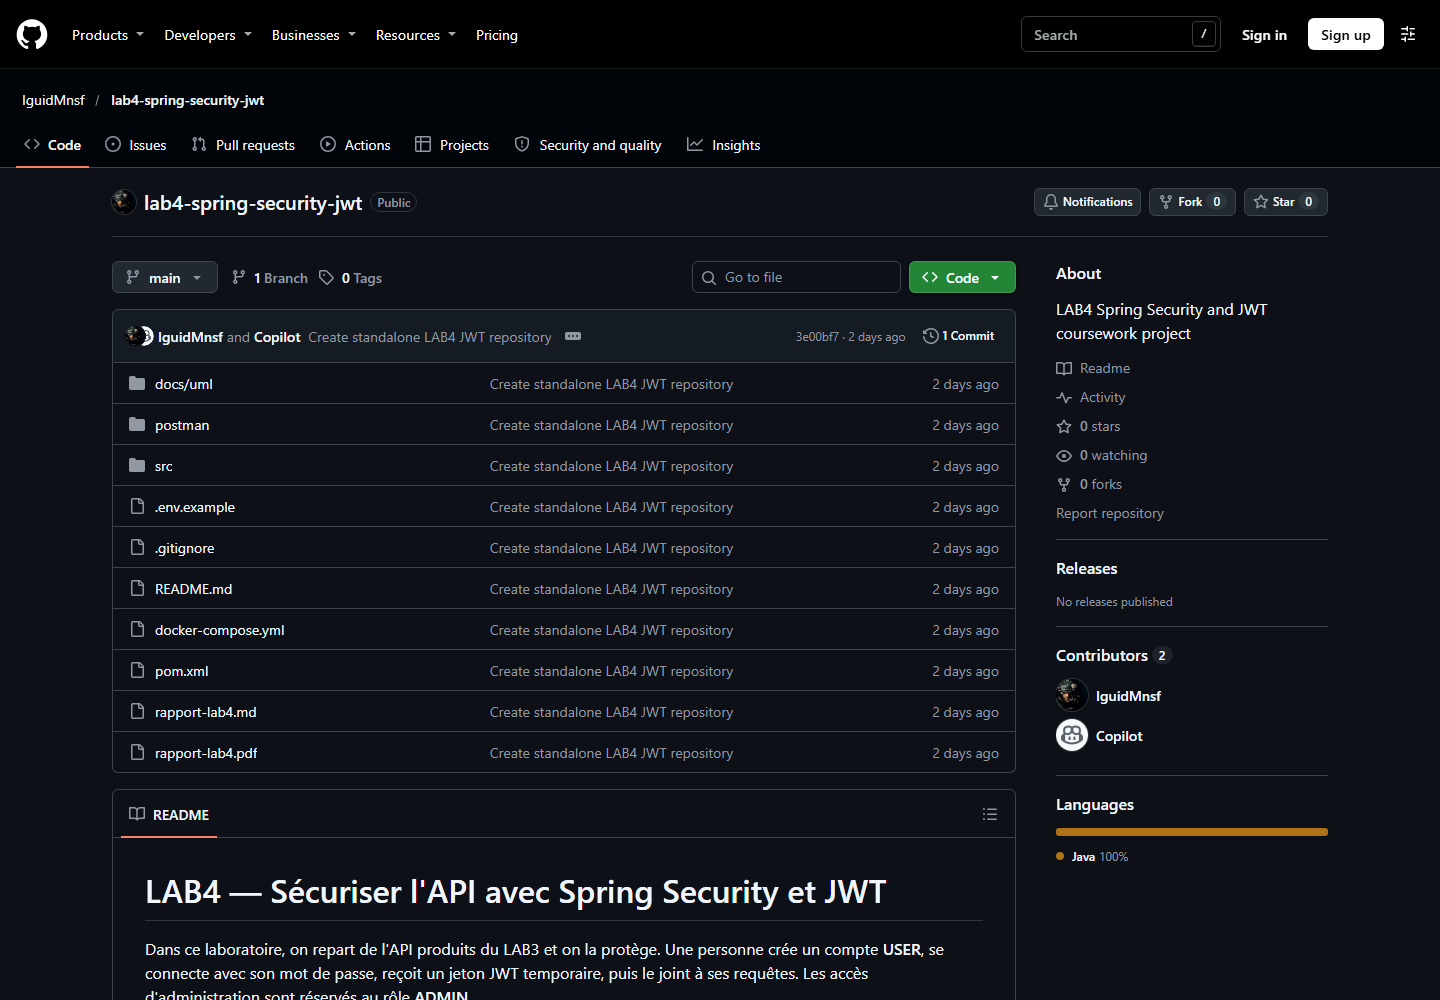 Products
Developers
Businesses
Resources
Pricing
Search
/
Sign in
Sign up
IguidMnsf / lab4-spring-security-jwt
Code
Issues
Pull requests
Actions
Projects
Security and quality
Insights
lab4-spring-security-jwt
Public
Notifications
Fork 0
Star 0
main
1 Branch
0 Tags
Go to file
Code
IguidMnsf and Copilot Create standalone LAB4 JWT repository
3e00bf7 · 2 days ago
1 Commit
docs/uml Create standalone LAB4 JWT repository 2 days ago
postman Create standalone LAB4 JWT repository 2 days ago
src Create standalone LAB4 JWT repository 2 days ago
.env.example Create standalone LAB4 JWT repository 2 days ago
.gitignore Create standalone LAB4 JWT repository 2 days ago
README.md Create standalone LAB4 JWT repository 2 days ago
docker-compose.yml Create standalone LAB4 JWT repository 2 days ago
pom.xml Create standalone LAB4 JWT repository 2 days ago
rapport-lab4.md Create standalone LAB4 JWT repository 2 days ago
rapport-lab4.pdf Create standalone LAB4 JWT repository 2 days ago
README
LAB4 — Sécuriser l'API avec Spring Security et JWT
Dans ce laboratoire, on repart de l'API produits du LAB3 et on la protège. Une personne crée un compte USER, se
connecte avec son mot de passe, reçoit un jeton JWT temporaire, puis le joint à ses requêtes. Les accès
d'administration sont réservés au rôle ADMIN.
About
LAB4 Spring Security and JWT
coursework project
Readme
Activity
0 stars
0 watching
0 forks
Report repository
Releases
No releases published
Contributors 2
IguidMnsf
Copilot
Languages
Java 100%